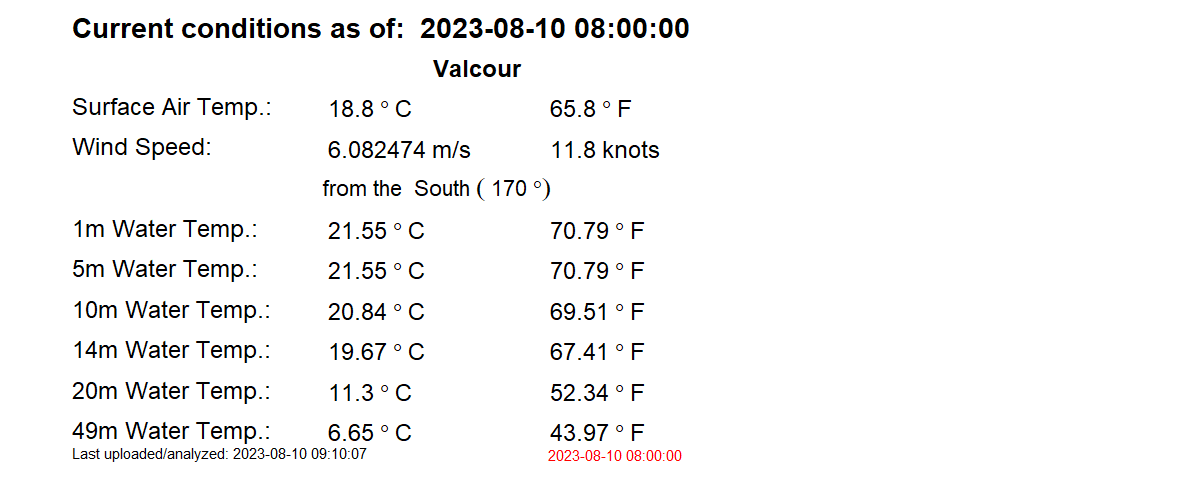 Current conditions as of: 2023-08-10 08:00:00
Valcour
Surface Air Temp.: 18.8 ° C 65.8 ° F
Wind Speed: 6.082474 m/s 11.8 knots
from the South ( 170 °)
1m Water Temp.: 21.55 ° C 70.79 ° F
5m Water Temp.: 21.55 ° C 70.79 ° F
10m Water Temp.: 20.84 ° C 69.51 ° F
14m Water Temp.: 19.67 ° C 67.41 ° F
20m Water Temp.: 11.3 ° C 52.34 ° F
49m Water Temp.: 6.65 ° C 43.97 ° F
Last uploaded/analyzed: 2023-08-10 09:10:07 2023-08-10 08:00:00